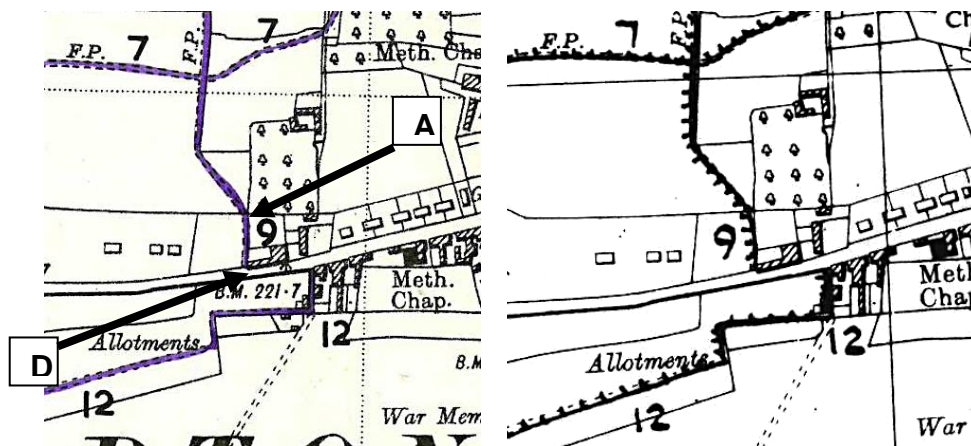 7
7
F.P.
F.P.
Meth. Cha
A
9
B.M. 221·7
Meth.
Chap.
D
Allotments
12
12
B.M
War Mem
7
F.P.
F.P.
Ch
9
Meth
Chap
Allotments
12
12
War